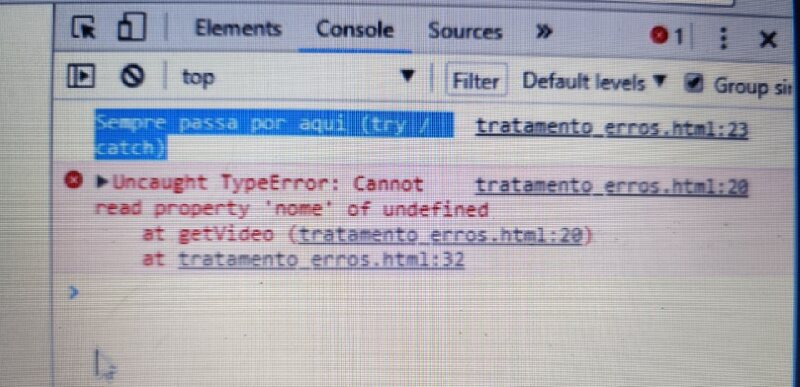 Elements Console Sources » 1
top Filter Default levels Group sir
Sempre passa por aqui (try / tratamento_erros.html:23
catch)
Uncaught TypeError: Cannot tratamento_erros.html:20
read property 'nome' of undefined
at getVideo (tratamento_erros.html:20)
at tratamento_erros.html:32